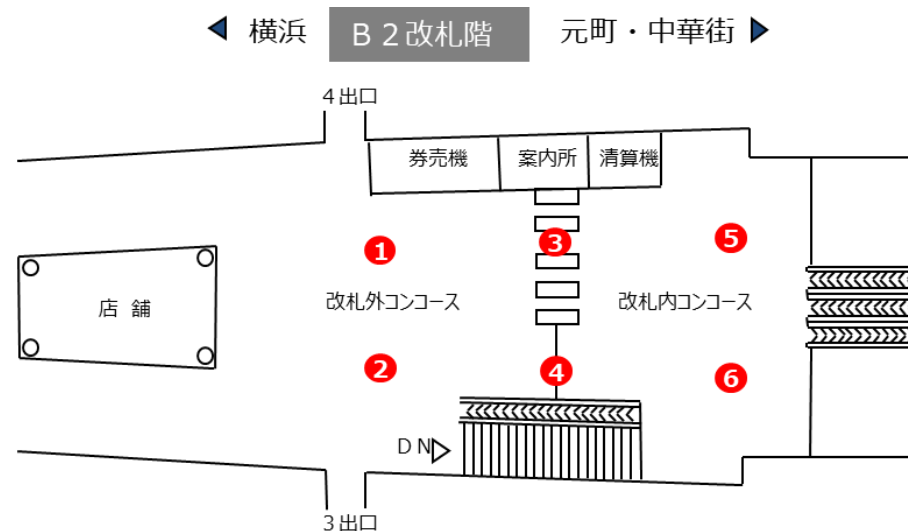 横浜
B2改札階
元町・中華街
4出口
券売機
案内所
清算機
1
3
5
店 舗
改札外コンコース
改札内コンコース
2
4
6
DN
3出口